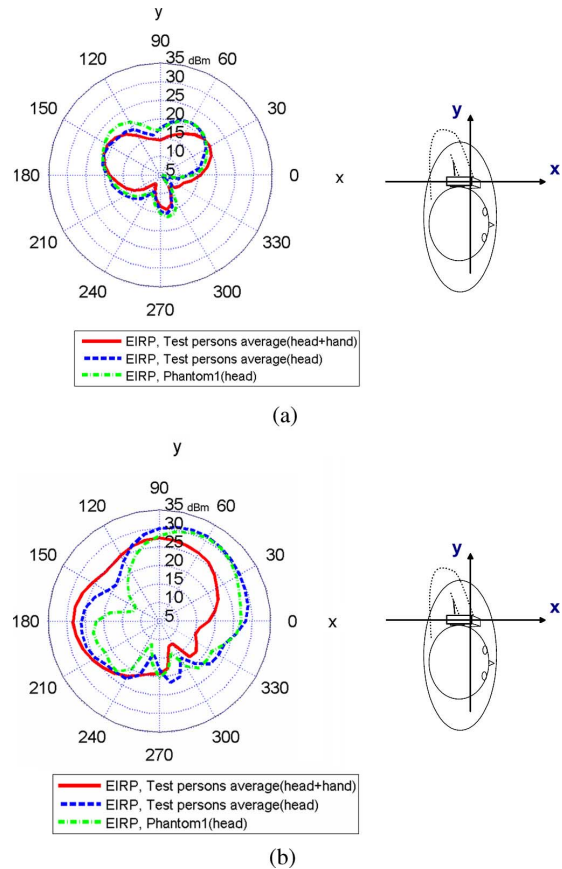 y
90
120 60
35 dBm
30
25
20
15
10
5
150 30
180 0 x
210 330
240 300
270
y
x
EIRP, Test persons average(head+hand)
EIRP, Test persons average(head)
EIRP, Phantom1(head)
(a)
y
90
120 60
35 dBm
30
25
20
15
10
5
150 30
180 0 x
210 330
240 300
270
y
x
EIRP, Test persons average(head+hand)
EIRP, Test persons average(head)
EIRP, Phantom1(head)
(b)